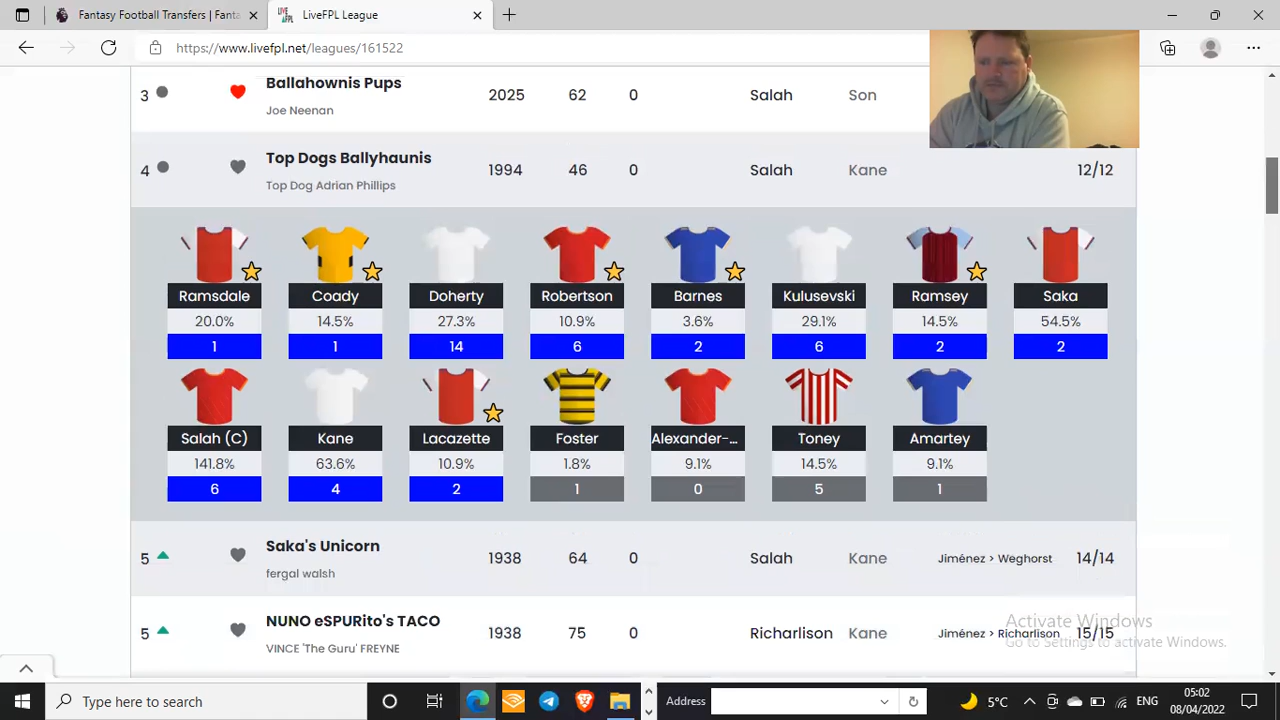 Fantasy Football Transfers | Fanta
LiveFPL League
https://www.livefpl.net/leagues/161522
3 Ballahownis Pups 2025 62 0 Salah Son
Joe Neenan
4 Top Dogs Ballyhaunis 1994 46 0 Salah Kane 12/12
Top Dog Adrian Phillips
Ramsdale Coady Doherty Robertson Barnes Kulusevski Ramsey Saka
20.0% 14.5% 27.3% 10.9% 3.6% 29.1% 14.5% 54.5%
1 1 14 6 2 6 2 2
Salah (C) Kane Lacazette Foster Alexander-... Toney Amartey
141.8% 63.6% 10.9% 1.8% 9.1% 14.5% 9.1%
6 4 2 1 0 5 1
5 Saka's Unicorn 1938 64 0 Salah Kane Jiménez > Weghorst 14/14
fergal walsh
5 NUNO eSPURito's TACO 1938 75 0 Richarlison Kane Jiménez > Richarlison 15/15
VINCE 'The Guru' FREYNE
Activate Windows
Go to Settings to activate Windows.
Type here to search
Address
5°C
ENG
05:02
08/04/2022